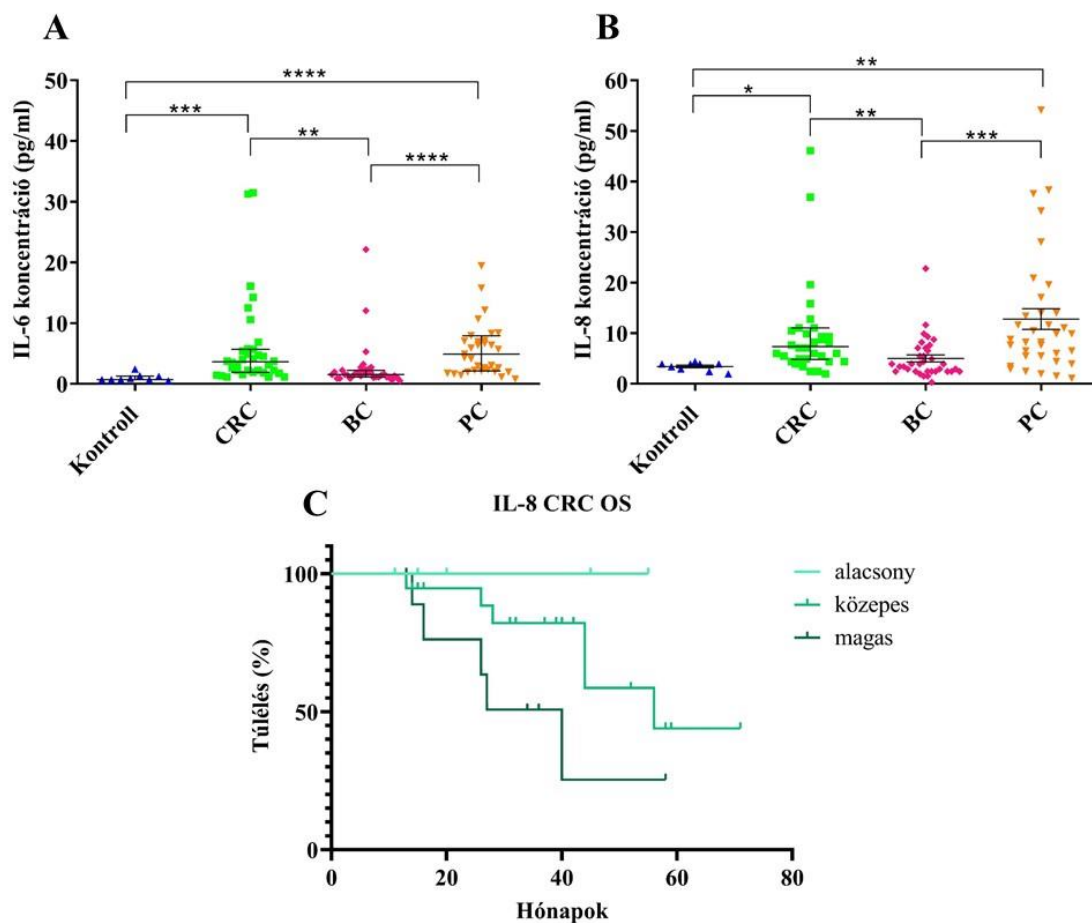 A
IL-6 koncentráció (pg/ml)
50
40
30
20
10
0
****
***
**
****
Kontroll
CRC
BC
PC
B
IL-8 koncentráció (pg/ml)
60
50
40
30
20
10
0
**
*
**
***
Kontroll
CRC
BC
PC
C
IL-8 CRC OS
Túlélés (%)
100
50
0
0
20
40
60
80
Hónapok
alacsony
közepes
magas